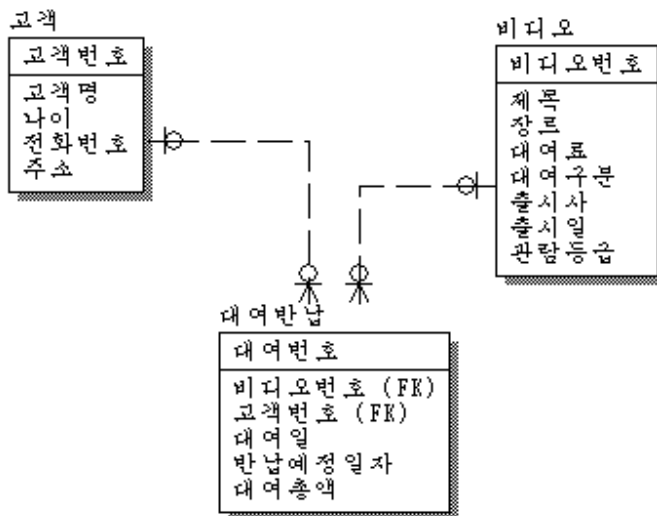 고객
고객번호
고객명
나이
전화번호
주소
비디오
비디오번호
제목
장르
대여료
대여구분
출시사
출시일
관람등급
대여반납
대여번호
비디오번호 (FK)
고객번호 (FK)
대여일
반납예정일자
대여총액